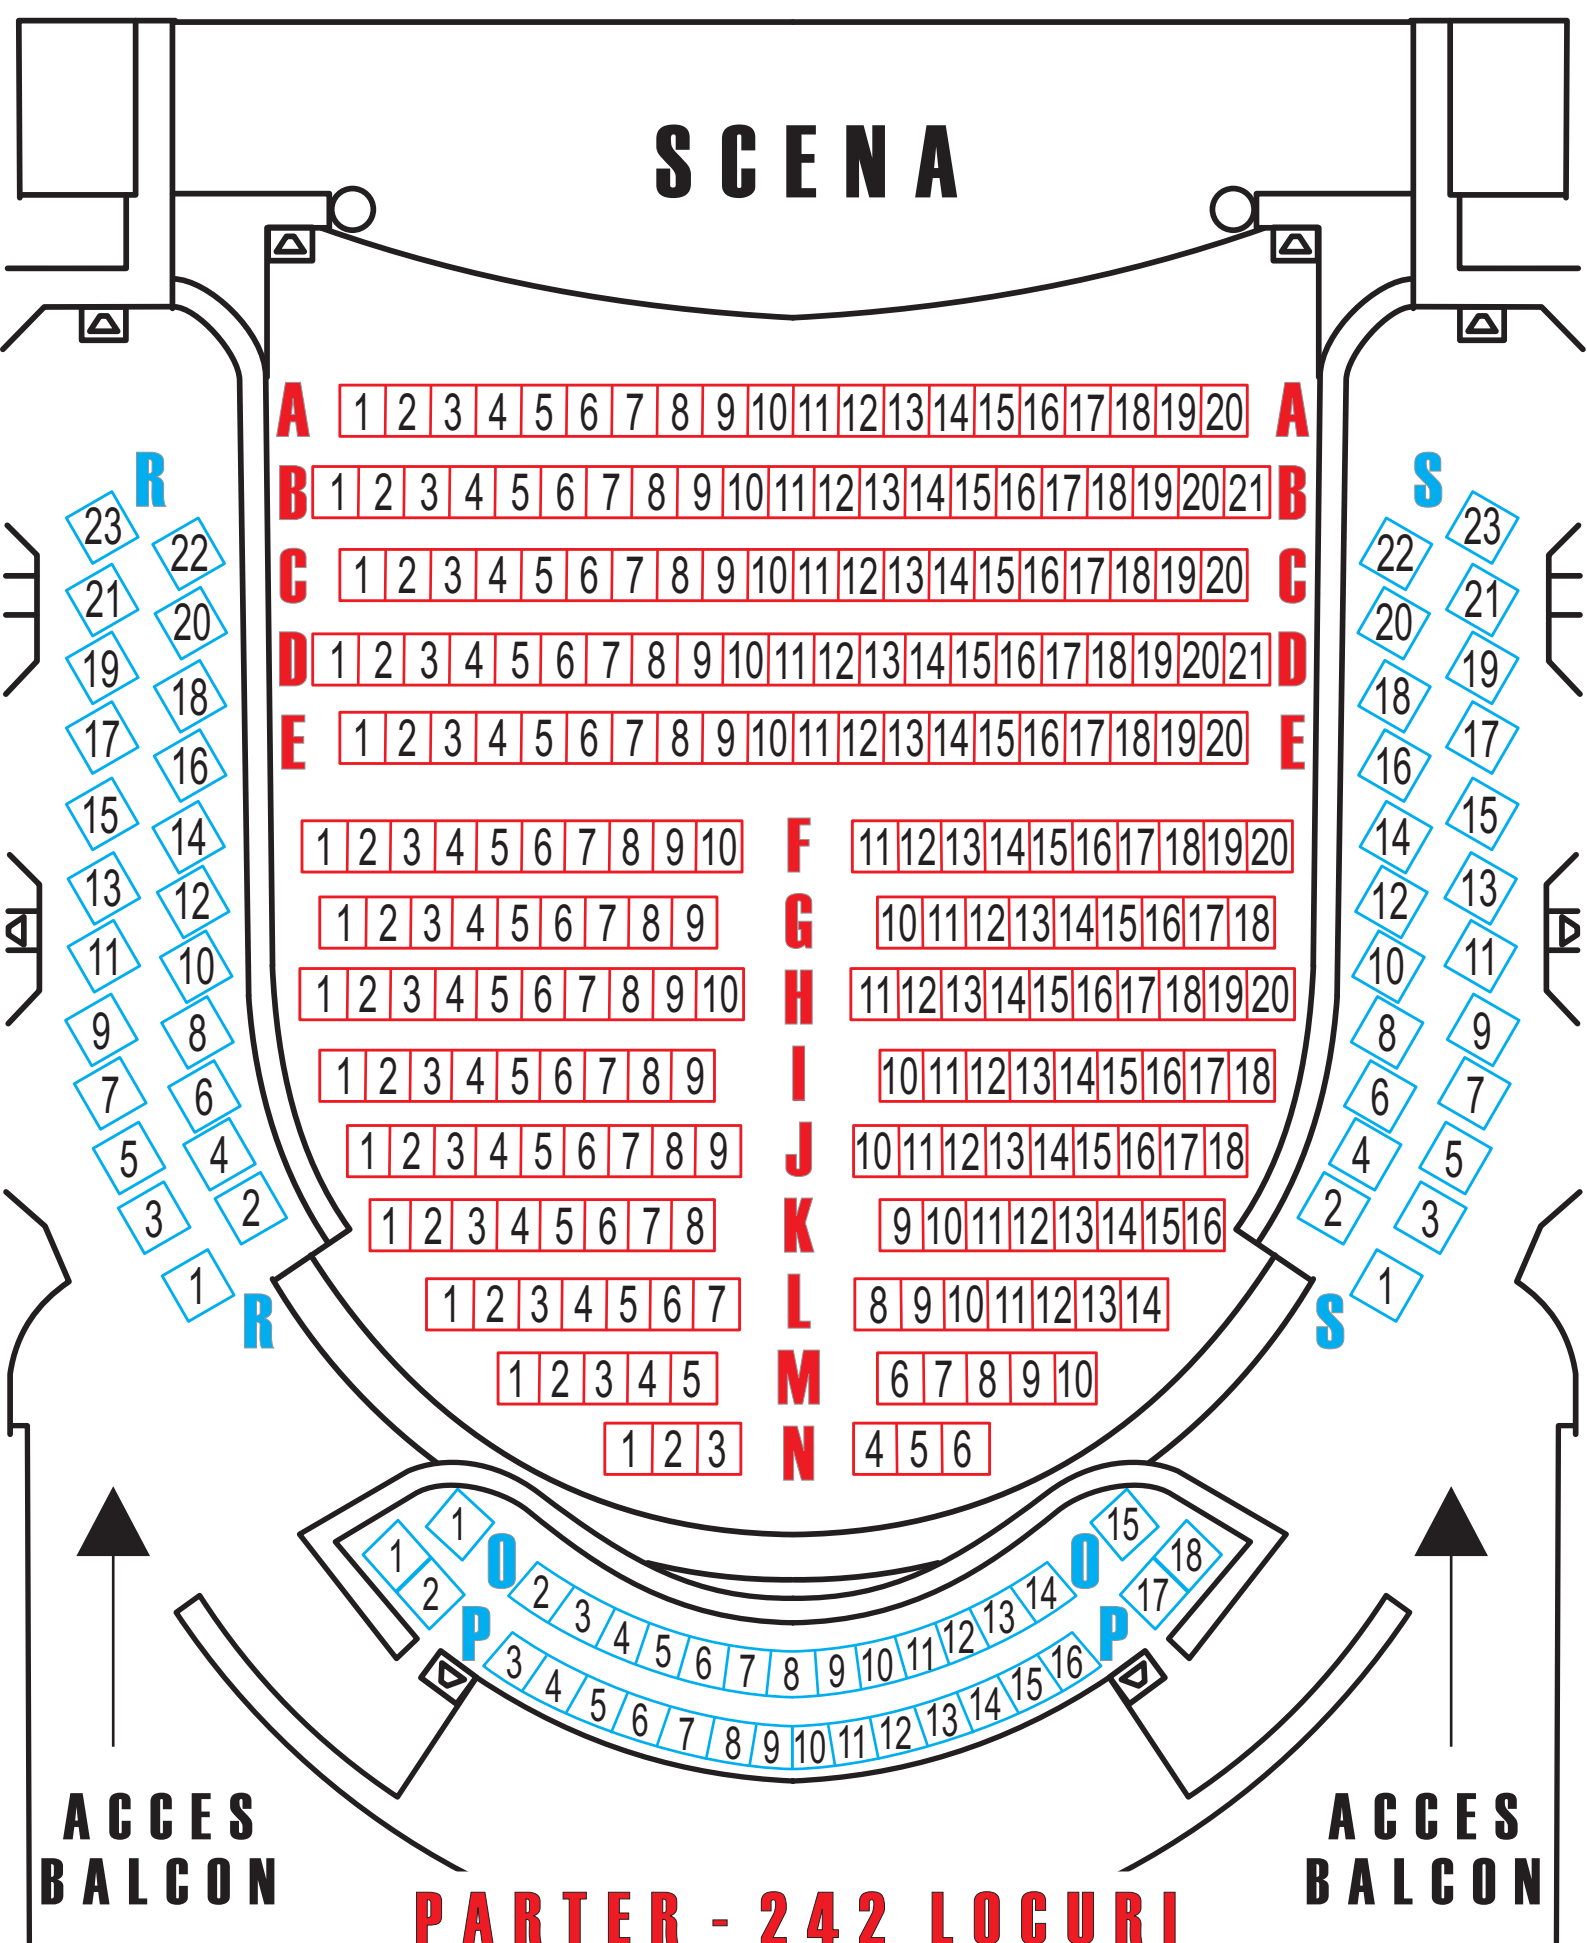 SCENA
A 1 2 3 4 5 6 7 8 9 10 11 12 13 14 15 16 17 18 19 20 A
B 1 2 3 4 5 6 7 8 9 10 11 12 13 14 15 16 17 18 19 20 21 B
C 1 2 3 4 5 6 7 8 9 10 11 12 13 14 15 16 17 18 19 20 C
D 1 2 3 4 5 6 7 8 9 10 11 12 13 14 15 16 17 18 19 20 21 D
E 1 2 3 4 5 6 7 8 9 10 11 12 13 14 15 16 17 18 19 20 E
1 2 3 4 5 6 7 8 9 10 F 11 12 13 14 15 16 17 18 19 20
1 2 3 4 5 6 7 8 9 G 10 11 12 13 14 15 16 17 18
1 2 3 4 5 6 7 8 9 10 H 11 12 13 14 15 16 17 18 19 20
1 2 3 4 5 6 7 8 9 I 10 11 12 13 14 15 16 17 18
1 2 3 4 5 6 7 8 9 J 10 11 12 13 14 15 16 17 18
1 2 3 4 5 6 7 8 K 9 10 11 12 13 14 15 16
1 2 3 4 5 6 7 L 8 9 10 11 12 13 14
1 2 3 4 5 M 6 7 8 9 10
1 2 3 N 4 5 6
R
23 22
21 20
19 18
17 16
15 14
13 12
11 10
9 8
7 6
5 4
3 2
1
R
S
22 23
20 21
18 19
16 17
14 15
12 13
10 11
8 9
6 7
4 5
2 3
1
S
1 O 2 3 4 5 6 7 8 9 10 11 12 13 14 O 15
1 2 P 3 4 5 6 7 8 9 10 11 12 13 14 15 16 P 17 18
ACCES
BALCON
ACCES
BALCON
PARTER - 242 LOCURI